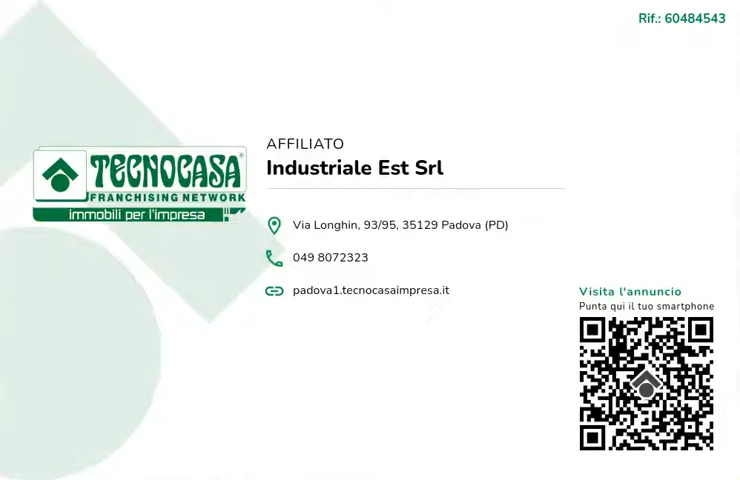 Rif.: 60484543
AFFILIATO
Industriale Est Srl
TECNOCASA®
FRANCHISING NETWORK
immobili per l'impresa
Via Longhin, 93/95, 35129 Padova (PD)
049 8072323
padova1.tecnocasaimpresa.it
Visita l'annuncio
Punta qui il tuo smartphone